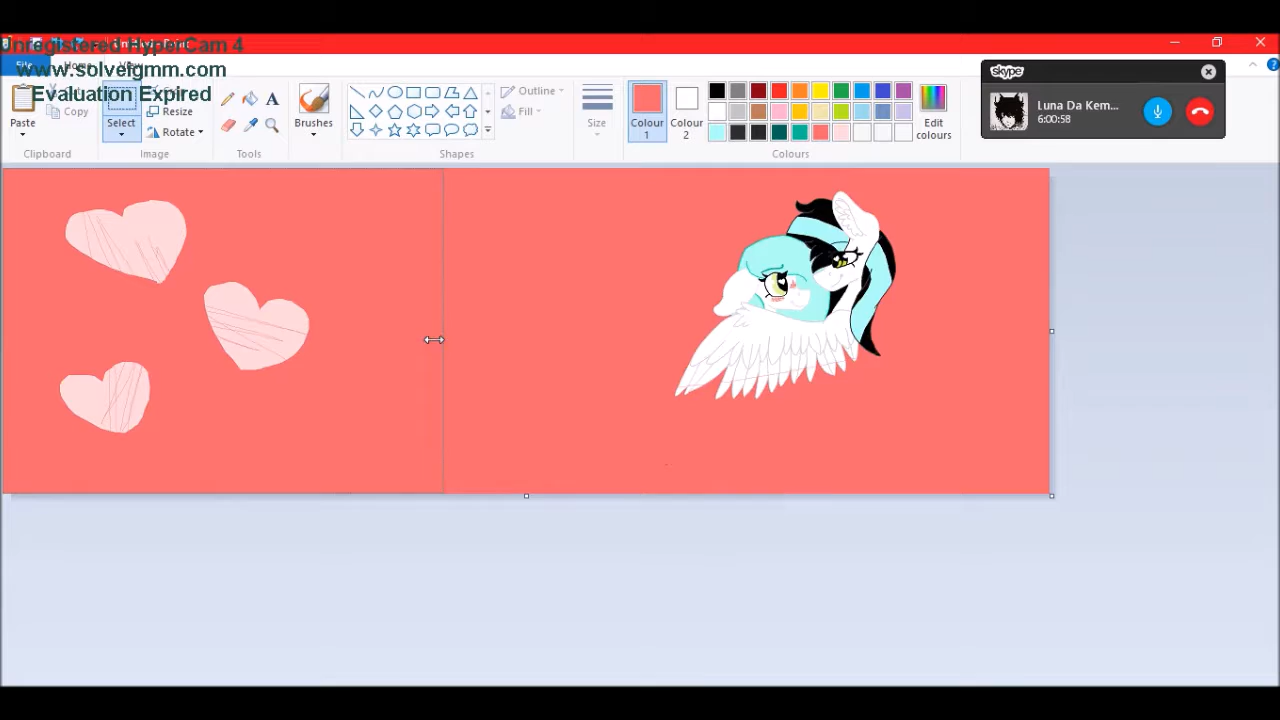 Unregistered HyperCam 4
www.solveigmm.com
Evaluation Expired
File
Paste
Copy
Clipboard
Select
Resize
Rotate
Image
Tools
Brushes
Shapes
Outline
Fill
Size
Colour
1
Colour
2
Edit
colours
Colours
skype
Luna Da Kem...
6:00:58